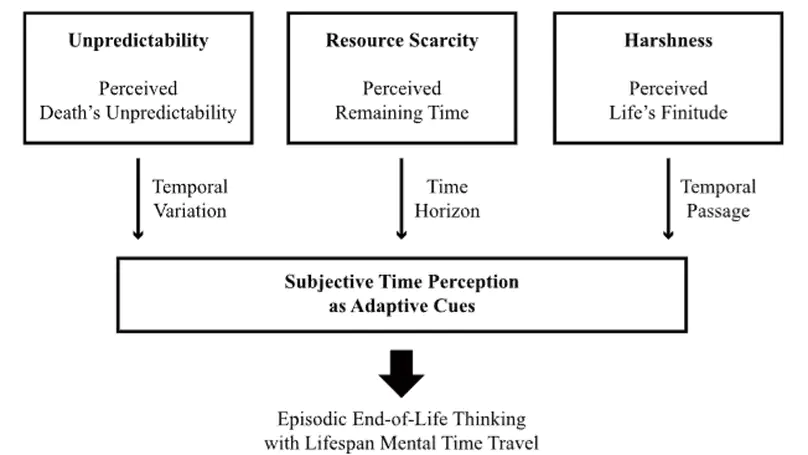 Unpredictability
Perceived
Death's Unpredictability
Resource Scarcity
Perceived
Remaining Time
Harshness
Perceived
Life's Finitude
Temporal
Variation
Time
Horizon
Temporal
Passage
Subjective Time Perception
as Adaptive Cues
Episodic End-of-Life Thinking
with Lifespan Mental Time Travel